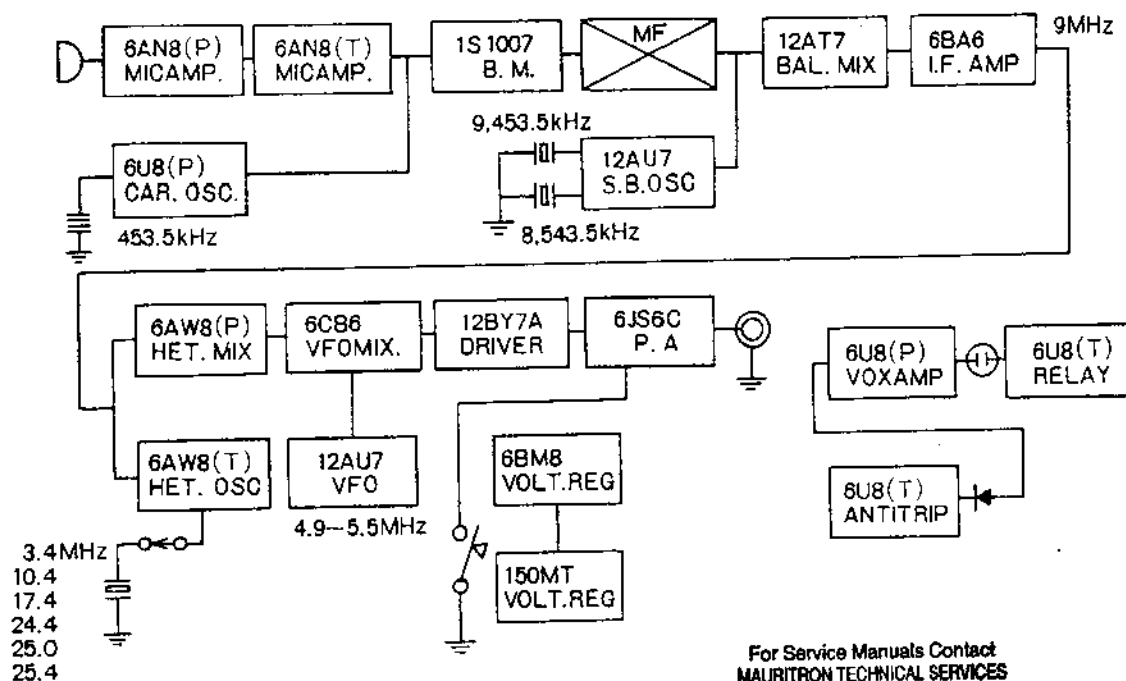 6AN8(P)
MICAMP.
6AN8(T)
MICAMP.
1S1007
B. M.
MF
12AT7
BAL. MIX
6BA6
I.F. AMP
9MHz
9,453.5kHz
12AU7
S.B.OSC
8,543.5kHz
6U8(P)
CAR. OSC.
453.5kHz
6AW8(P)
HET. MIX
6CB6
VFOMIX.
12BY7A
DRIVER
6JS6C
P. A
6U8(P)
VOXAMP
6U8(T)
RELAY
6AW8(T)
HET. OSC
12AU7
VFO
4.9~5.5MHz
6BM8
VOLT.REG
6U8(T)
ANTITRIP
150MT
VOLT.REG
3.4MHz
10.4
17.4
24.4
25.0
25.4
For Service Manuals Contact
MAURITRON TECHNICAL SERVICES